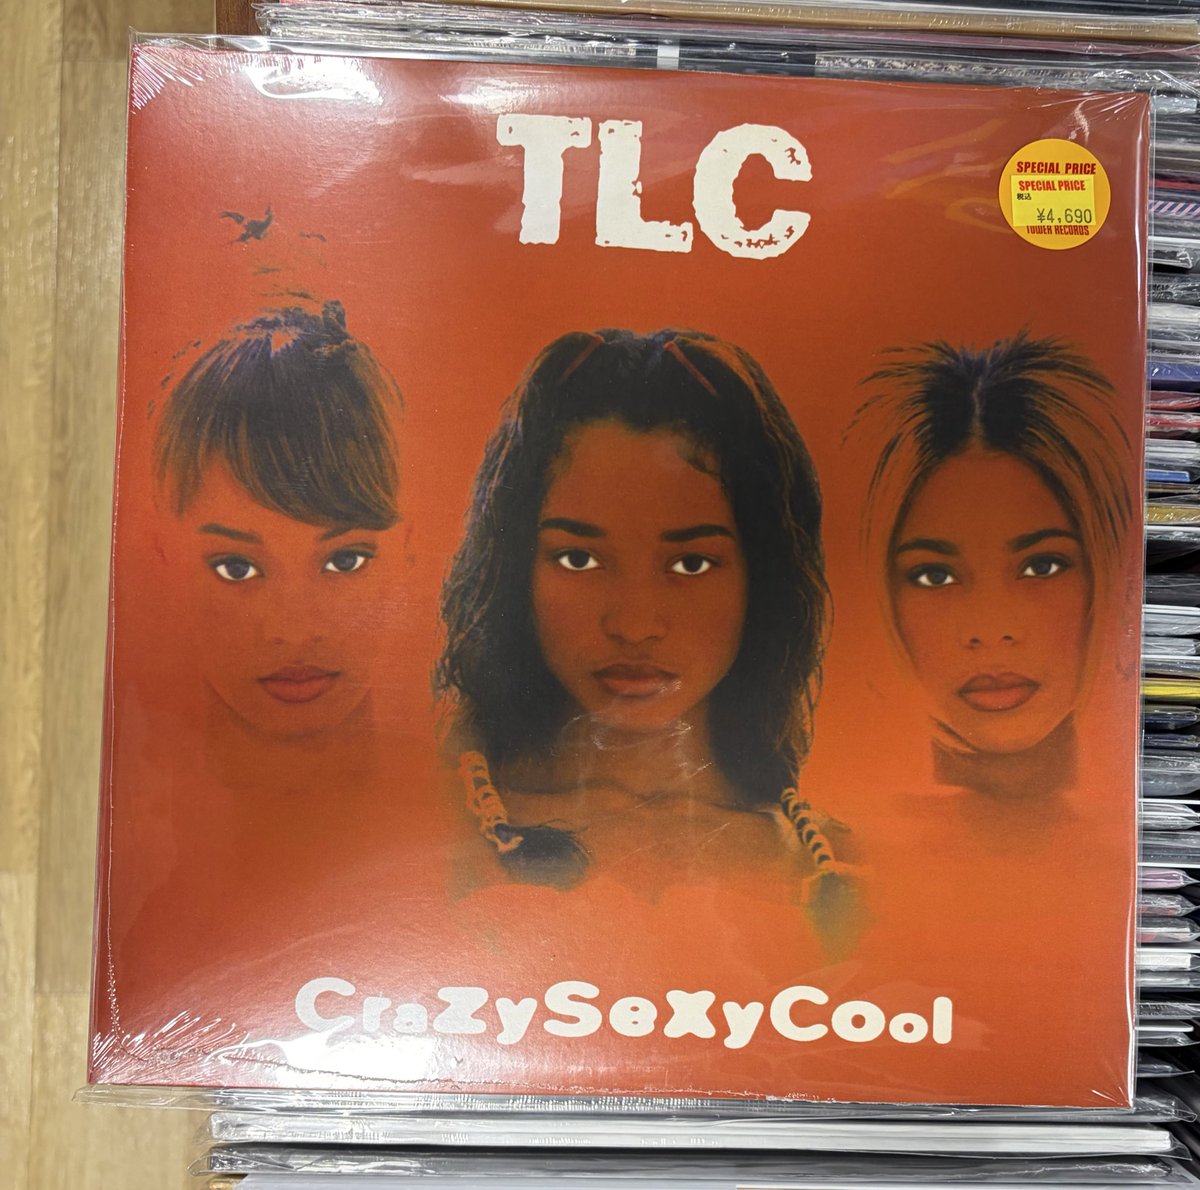 TLC
SPECIAL PRICE
SPECIAL PRICE
税込
¥4,690
TOWER RECORDS
CraZySeXyCool